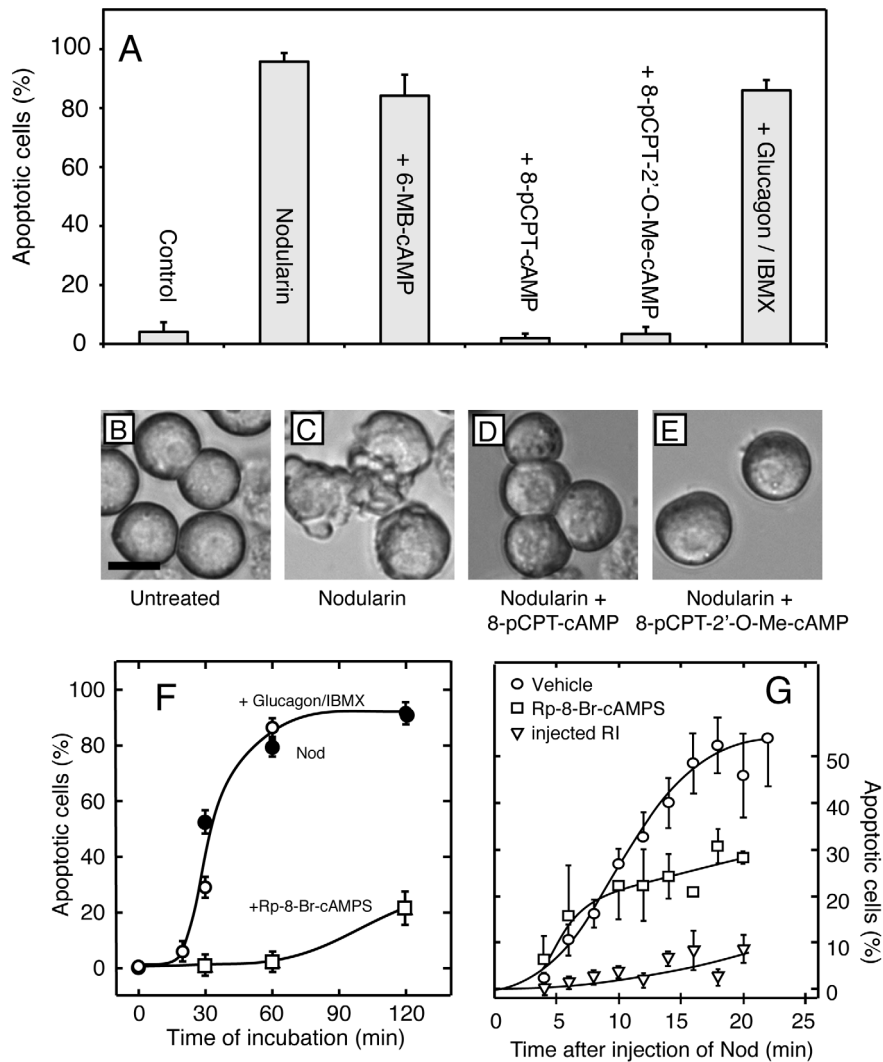 A
Apoptotic cells (%)
100
80
60
40
20
0
Control
Nodularin
+ 6-MB-cAMP
+ 8-pCPT-cAMP
+ 8-pCPT-2’-O-Me-cAMP
+ Glucagon / IBMX
B
C
D
E
Untreated
Nodularin
Nodularin +
8-pCPT-cAMP
Nodularin +
8-pCPT-2’-O-Me-cAMP
F
Apoptotic cells (%)
100
80
60
40
20
0
+ Glucagon/IBMX
Nod
+Rp-8-Br-cAMPS
0 30 60 90 120
Time of incubation (min)
G
Vehicle
Rp-8-Br-cAMPS
injected RI
50
40
30
20
10
0
Apoptotic cells (%)
0 5 10 15 20 25
Time after injection of Nod (min)